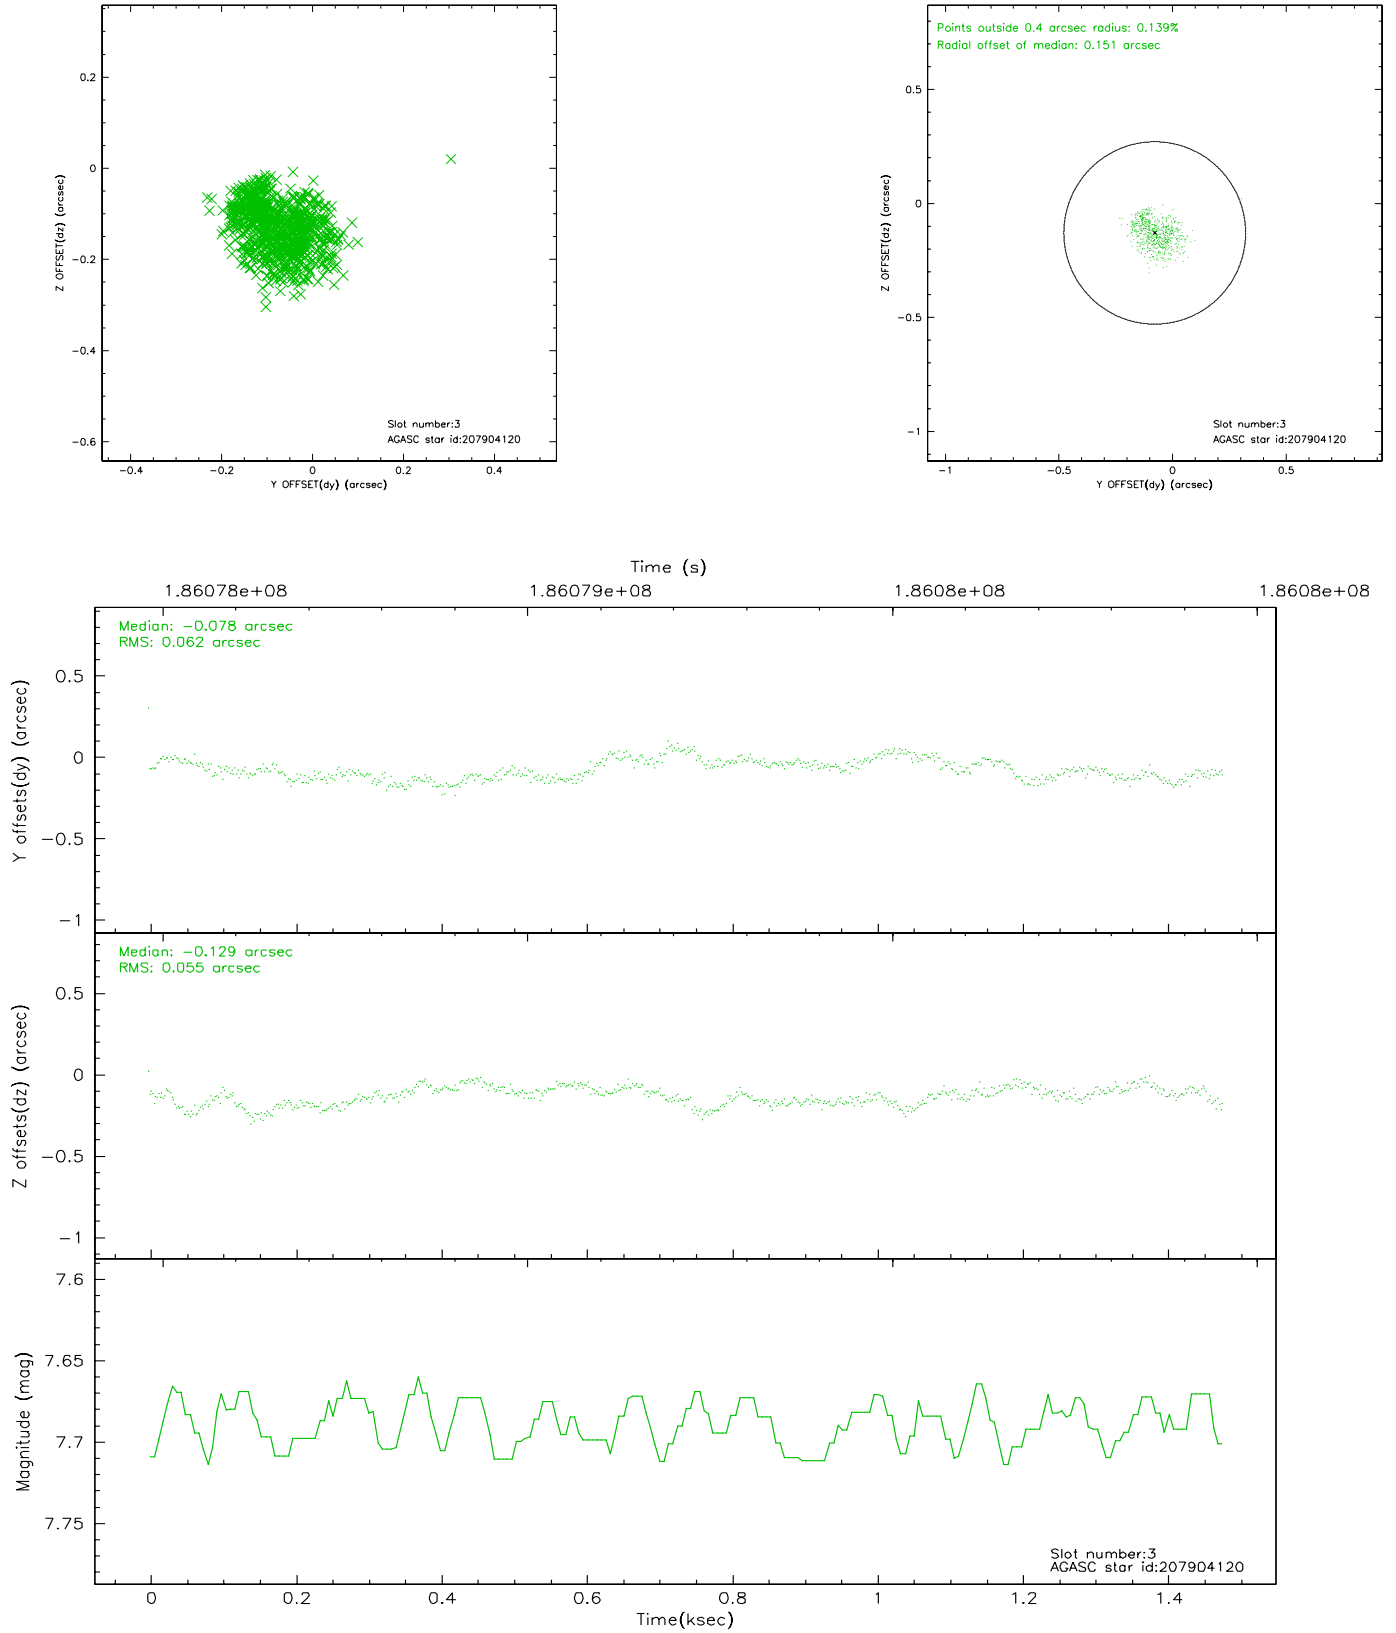 0.2
0
-0.2
-0.4
-0.6
Z OFFSET(dz) (arcsec)
Slot number:3
AGASC star id:207904120
-0.4 -0.2 0 0.2 0.4
Y OFFSET(dy) (arcsec)
Points outside 0.4 arcsec radius: 0.139%
Radial offset of median: 0.151 arcsec
0.5
0
-0.5
-1
Z OFFSET(dz) (arcsec)
Slot number:3
AGASC star id:207904120
-1 -0.5 0 0.5
Y OFFSET(dy) (arcsec)
Time (s)
1.86078e+08 1.86079e+08 1.8608e+08 1.8608e+08
Median: -0.078 arcsec
RMS: 0.062 arcsec
0.5
0
-0.5
-1
Y offsets(dy) (arcsec)
Median: -0.129 arcsec
RMS: 0.055 arcsec
0.5
0
-0.5
-1
Z offsets(dz) (arcsec)
7.6
7.65
7.7
7.75
Magnitude (mag)
Slot number:3
AGASC star id:207904120
0 0.2 0.4 0.6 0.8 1 1.2 1.4
Time(ksec)